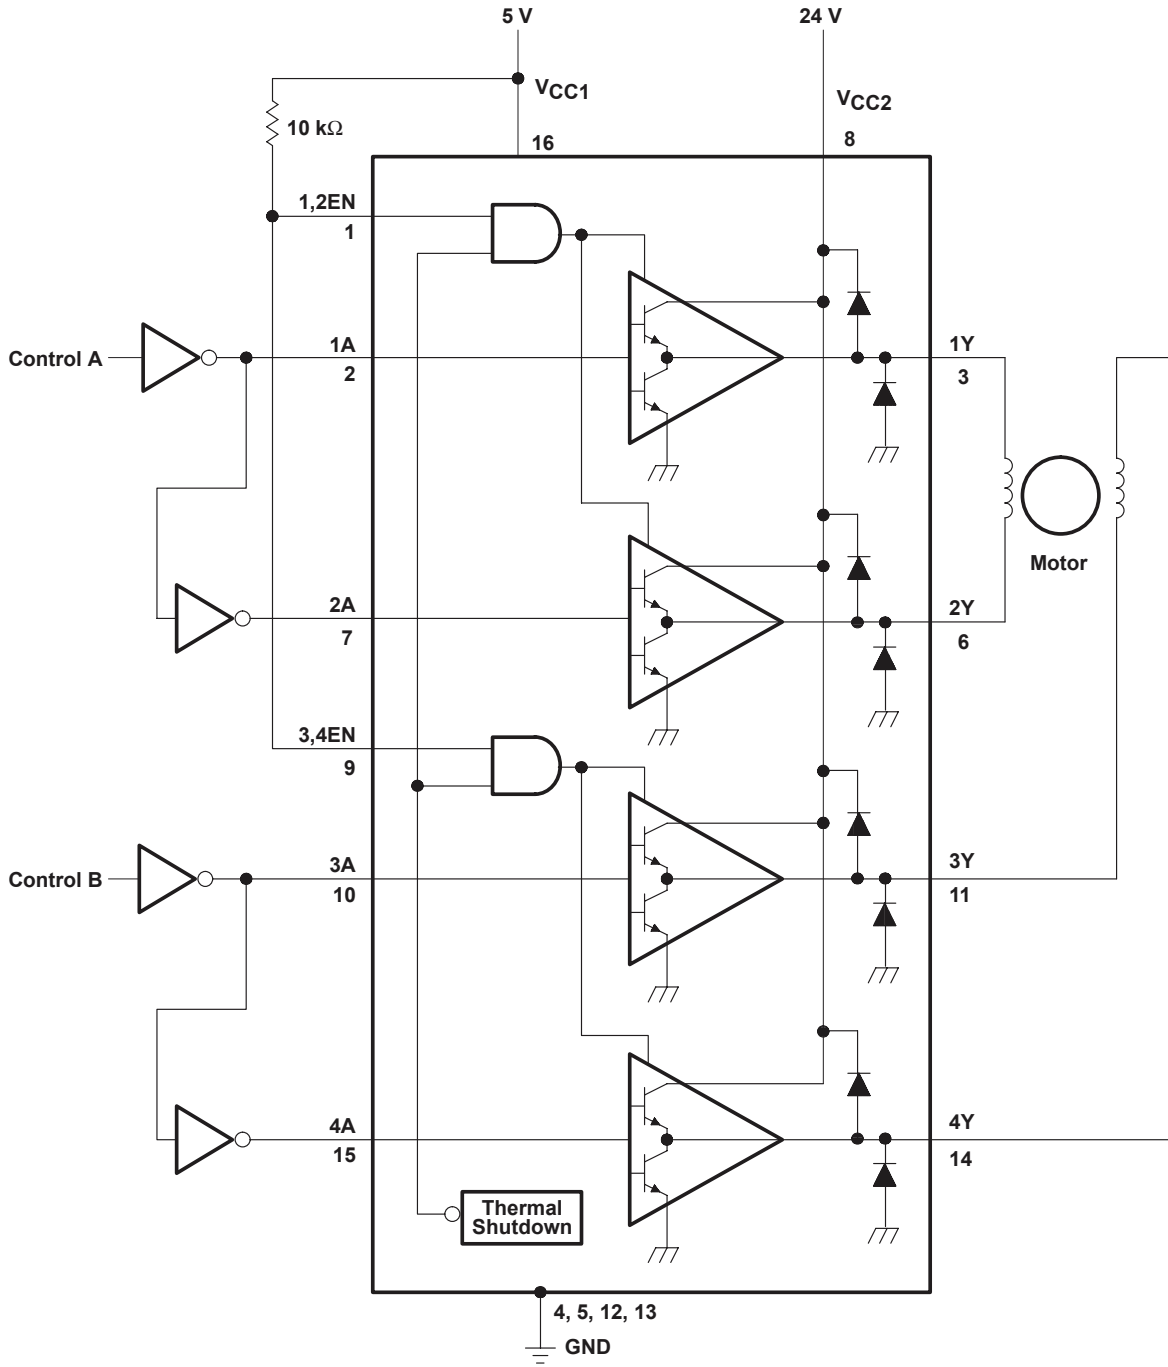 5 V
24 V
VCC1
VCC2
10 kΩ
16
8
1,2EN
1
Control A
1A
2
1Y
3
Motor
2A
7
2Y
6
3,4EN
9
Control B
3A
10
3Y
11
4A
15
4Y
14
Thermal
Shutdown
4, 5, 12, 13
GND